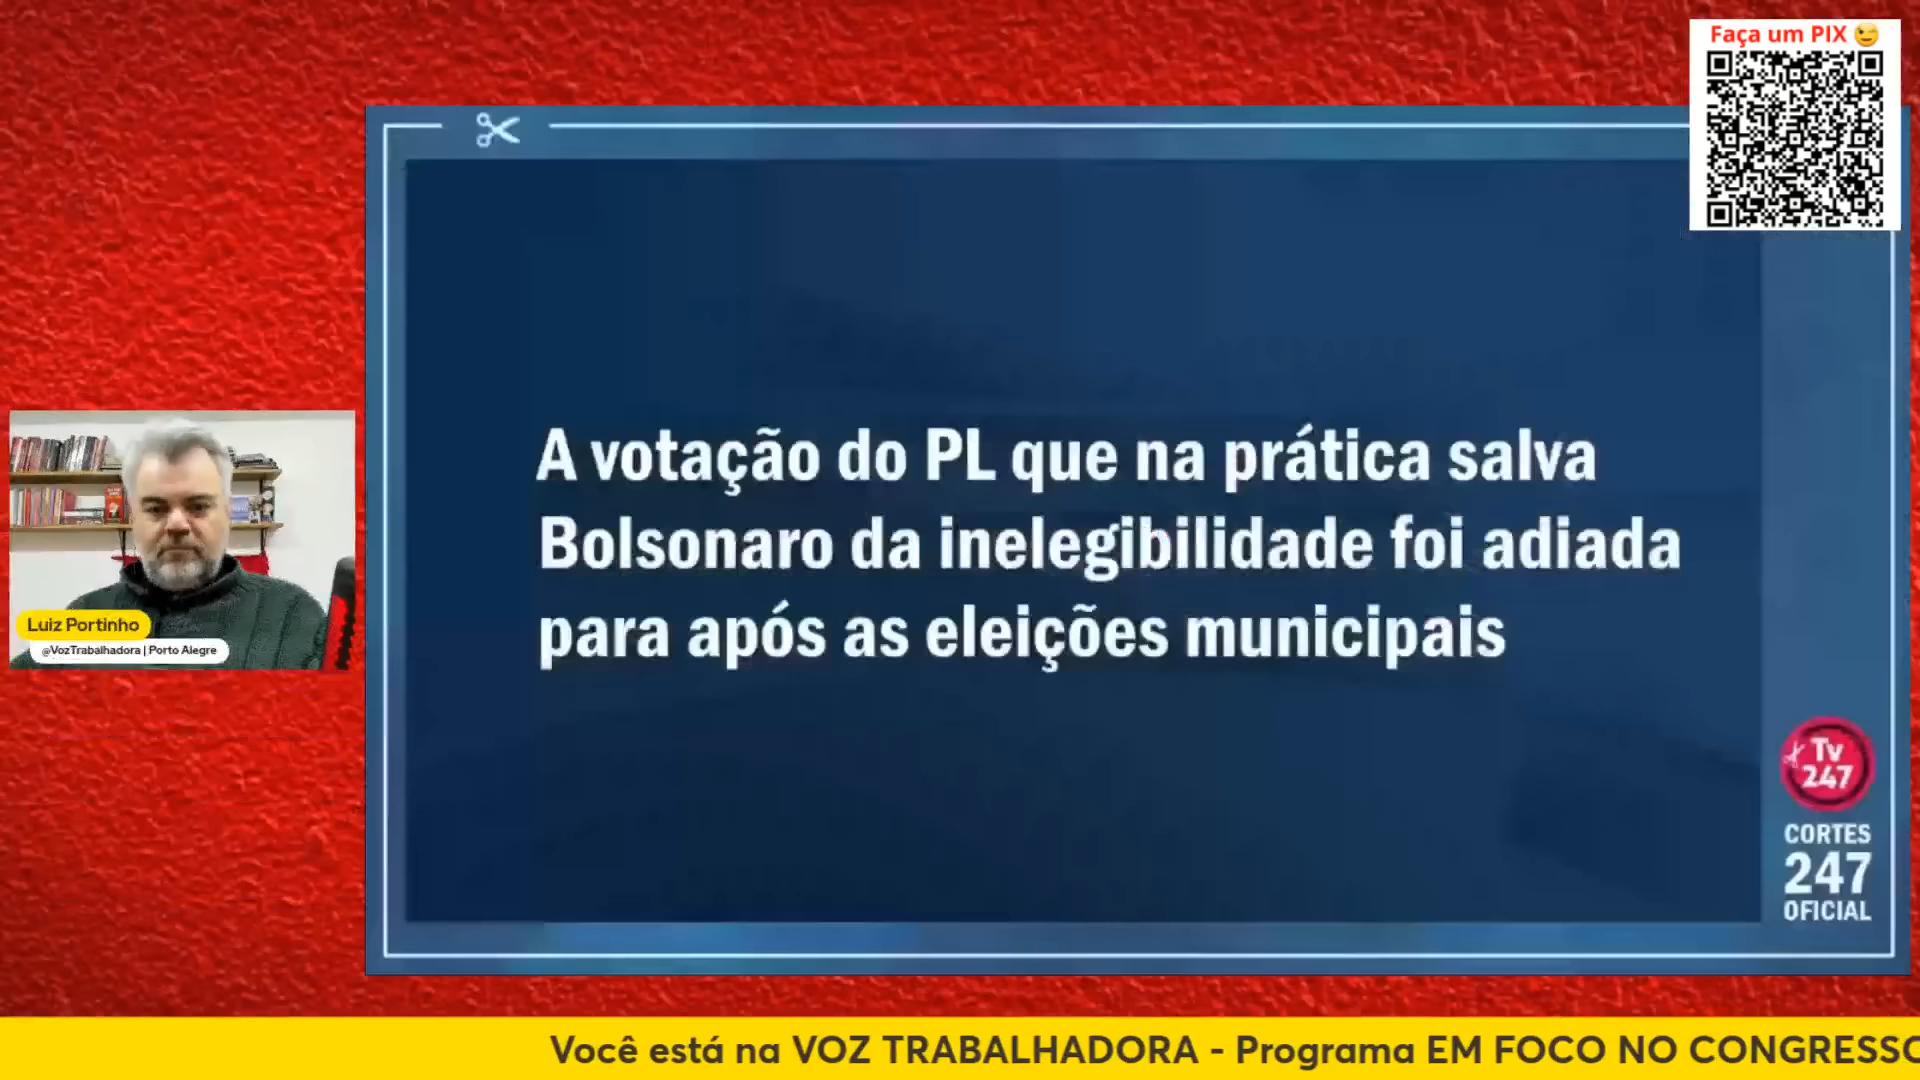 Faça um PIX 😉
A votação do PL que na prática salva
Bolsonaro da inelegibilidade foi adiada
para após as eleições municipais
Luiz Portinho
@VozTrabalhadora | Porto Alegre
Tv
247
CORTES
247
OFICIAL
Você está na VOZ TRABALHADORA - Programa EM FOCO NO CONGRESSO